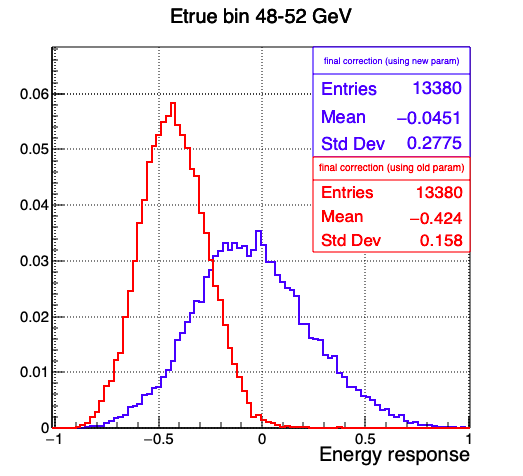 Etrue bin 48-52 GeV
final correction (using new param)
Entries 13380
Mean −0.0451
Std Dev 0.2775
final correction (using old param)
Entries 13380
Mean −0.424
Std Dev 0.158
0.06
0.05
0.04
0.03
0.02
0.01
0
−1 −0.5 0 0.5 1
Energy response